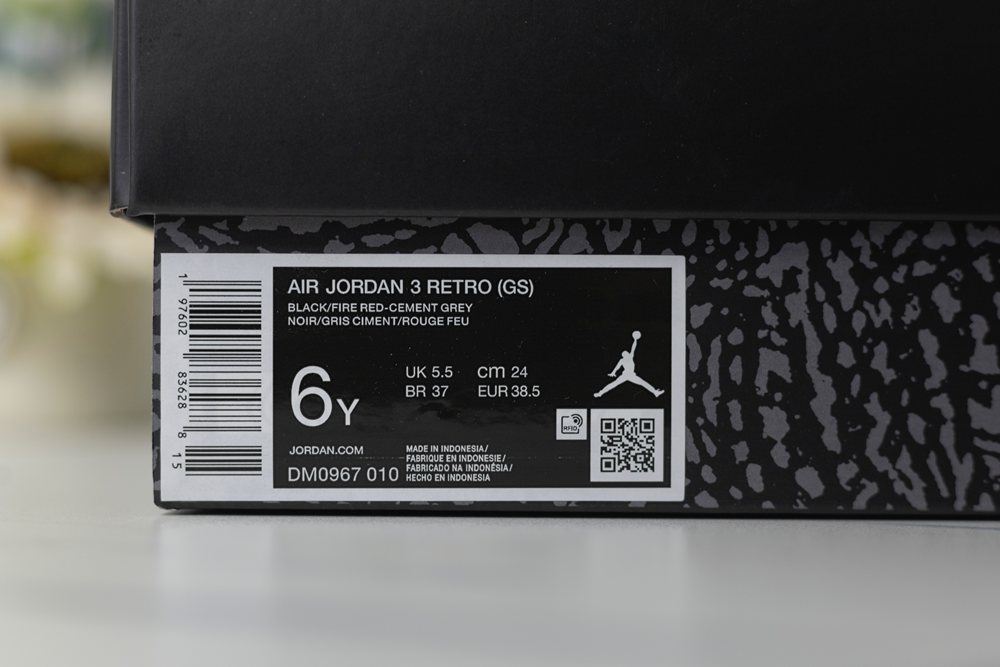 1 97602 83628 8 15
AIR JORDAN 3 RETRO (GS)
BLACK/FIRE RED-CEMENT GREY
NOIR/GRIS CIMENT/ROUGE FEU
6Y
UK 5.5 cm 24
BR 37 EUR 38.5
RFID
JORDAN.COM
DM0967 010
MADE IN INDONESIA/
FABRIQUE EN INDONESIE/
FABRICADO NA INDONÉSIA/
HECHO EN INDONESIA